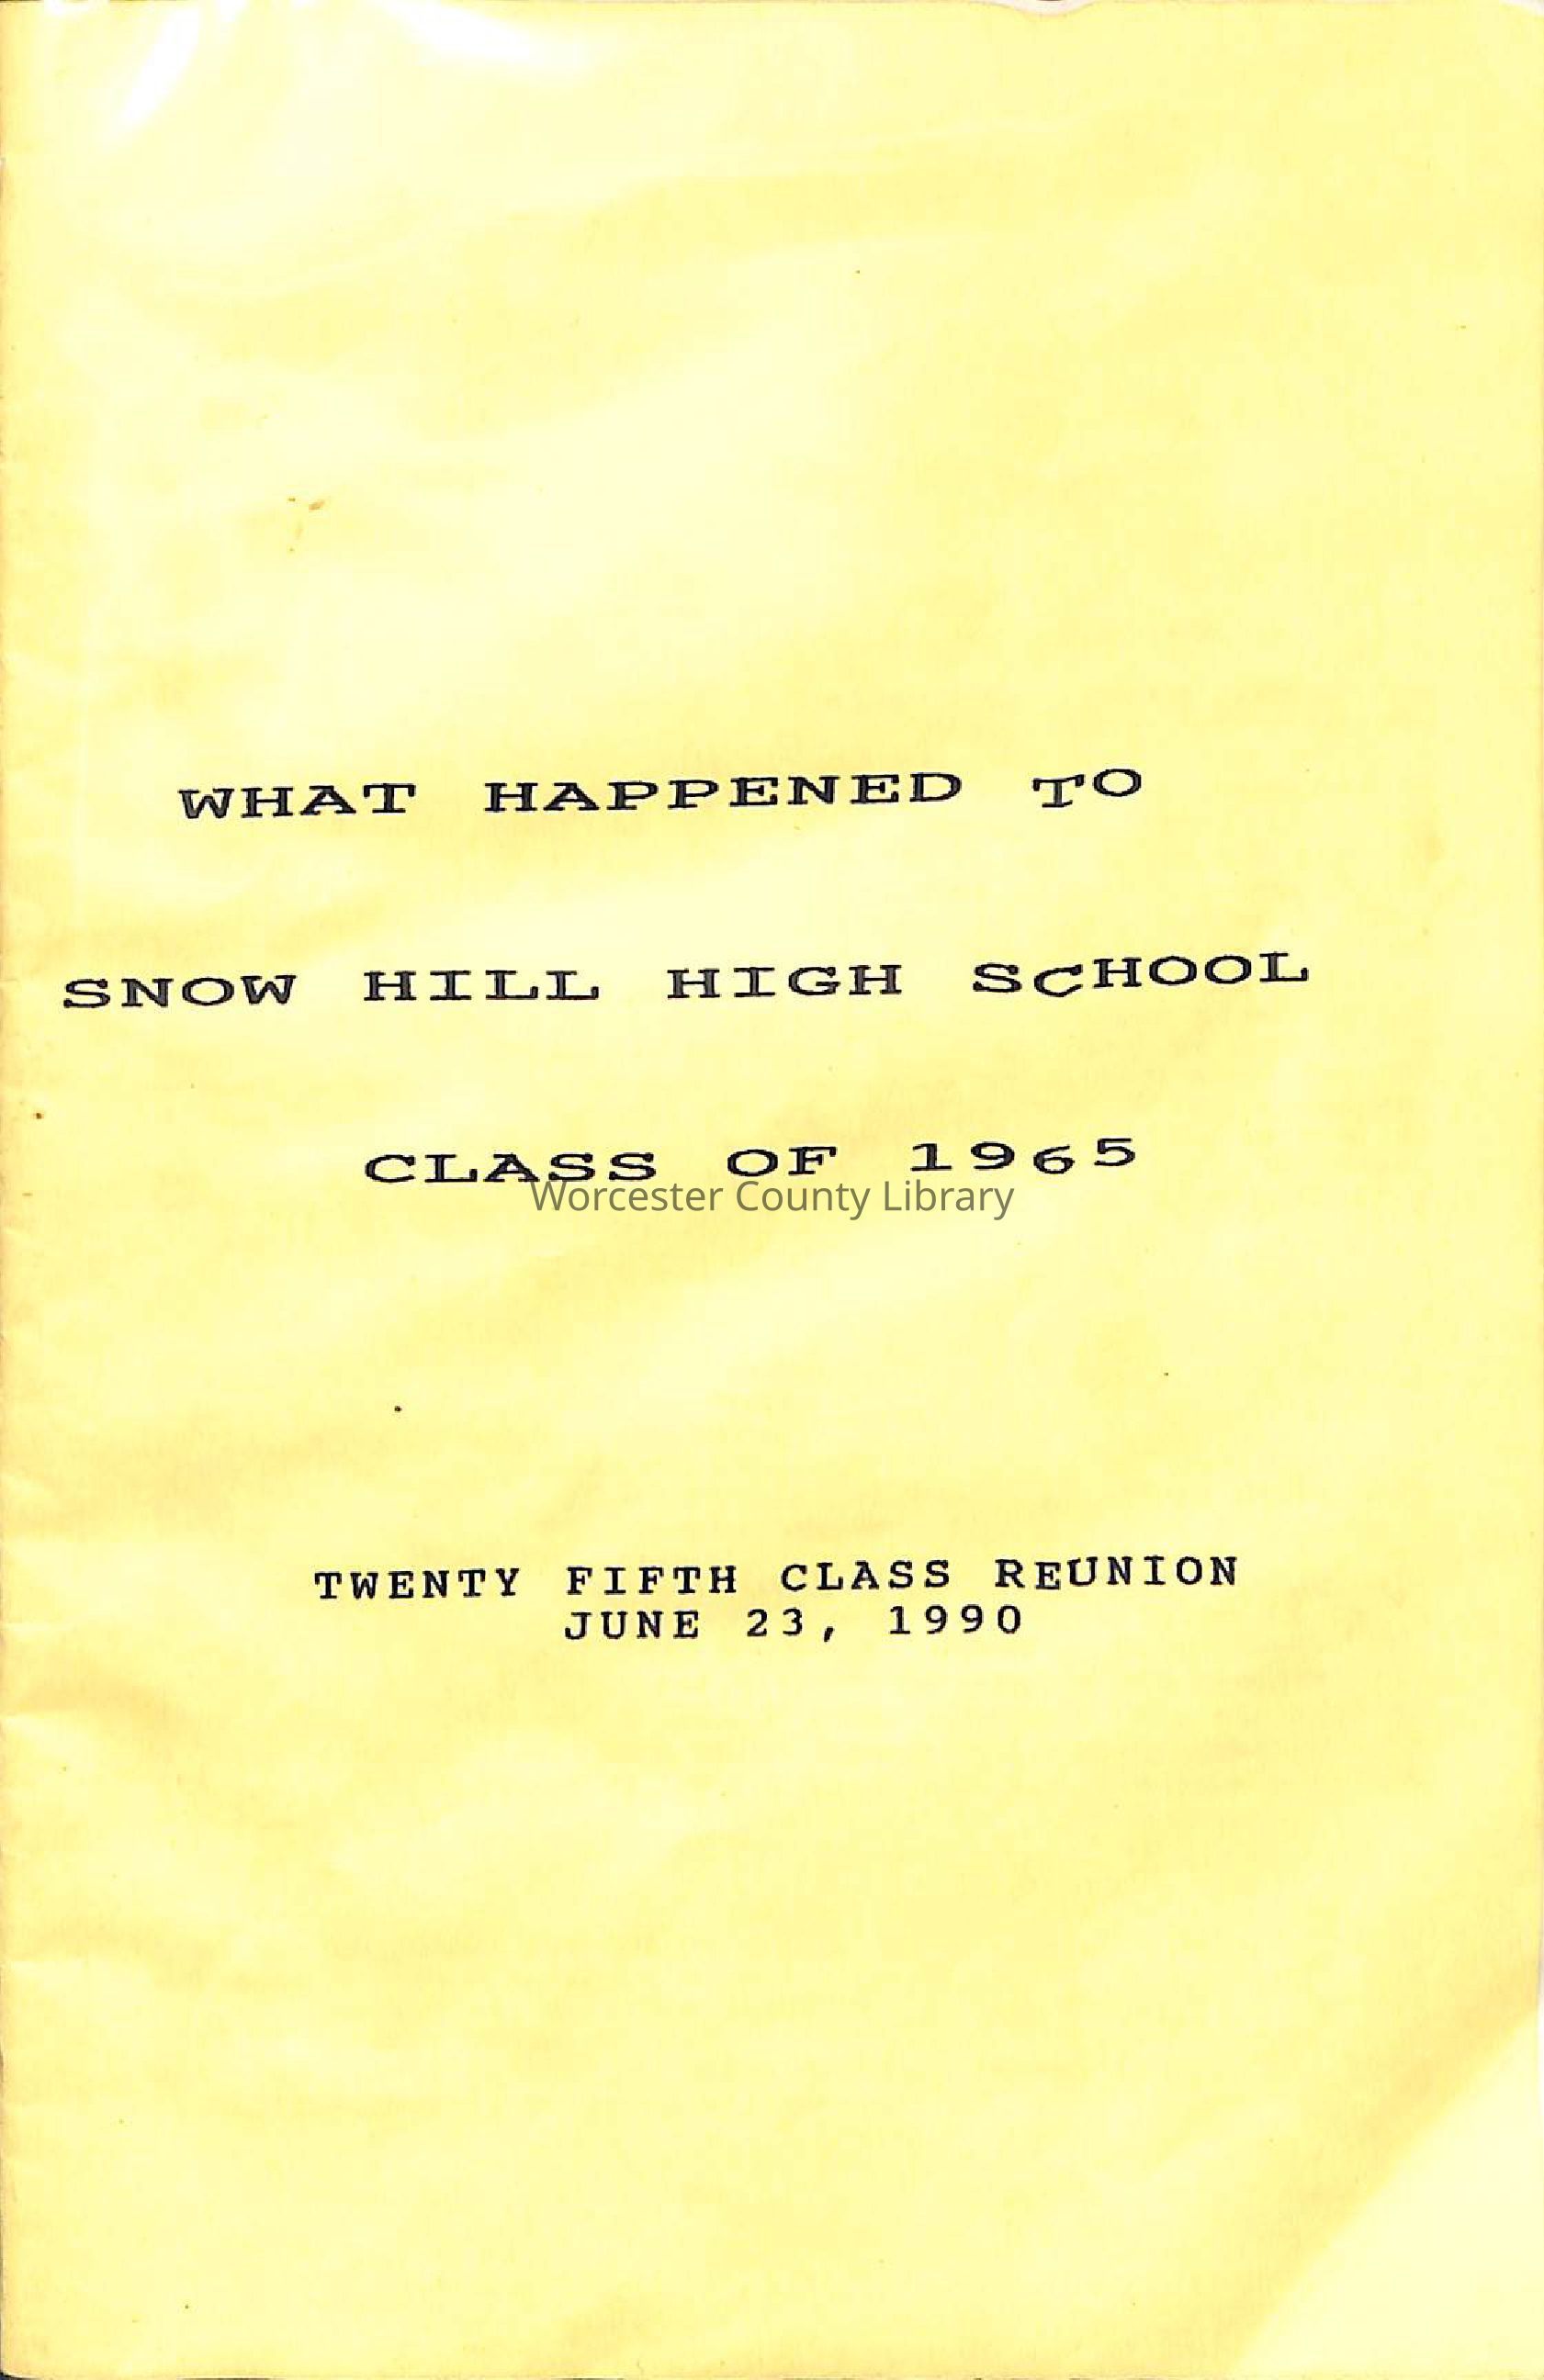 WHAT HAPPENED TO
SNOW HILL HIGH SCHOOL
CLASS OF 1965
Worcester County Library
TWENTY FIFTH CLASS REUNION
JUNE 23, 1990